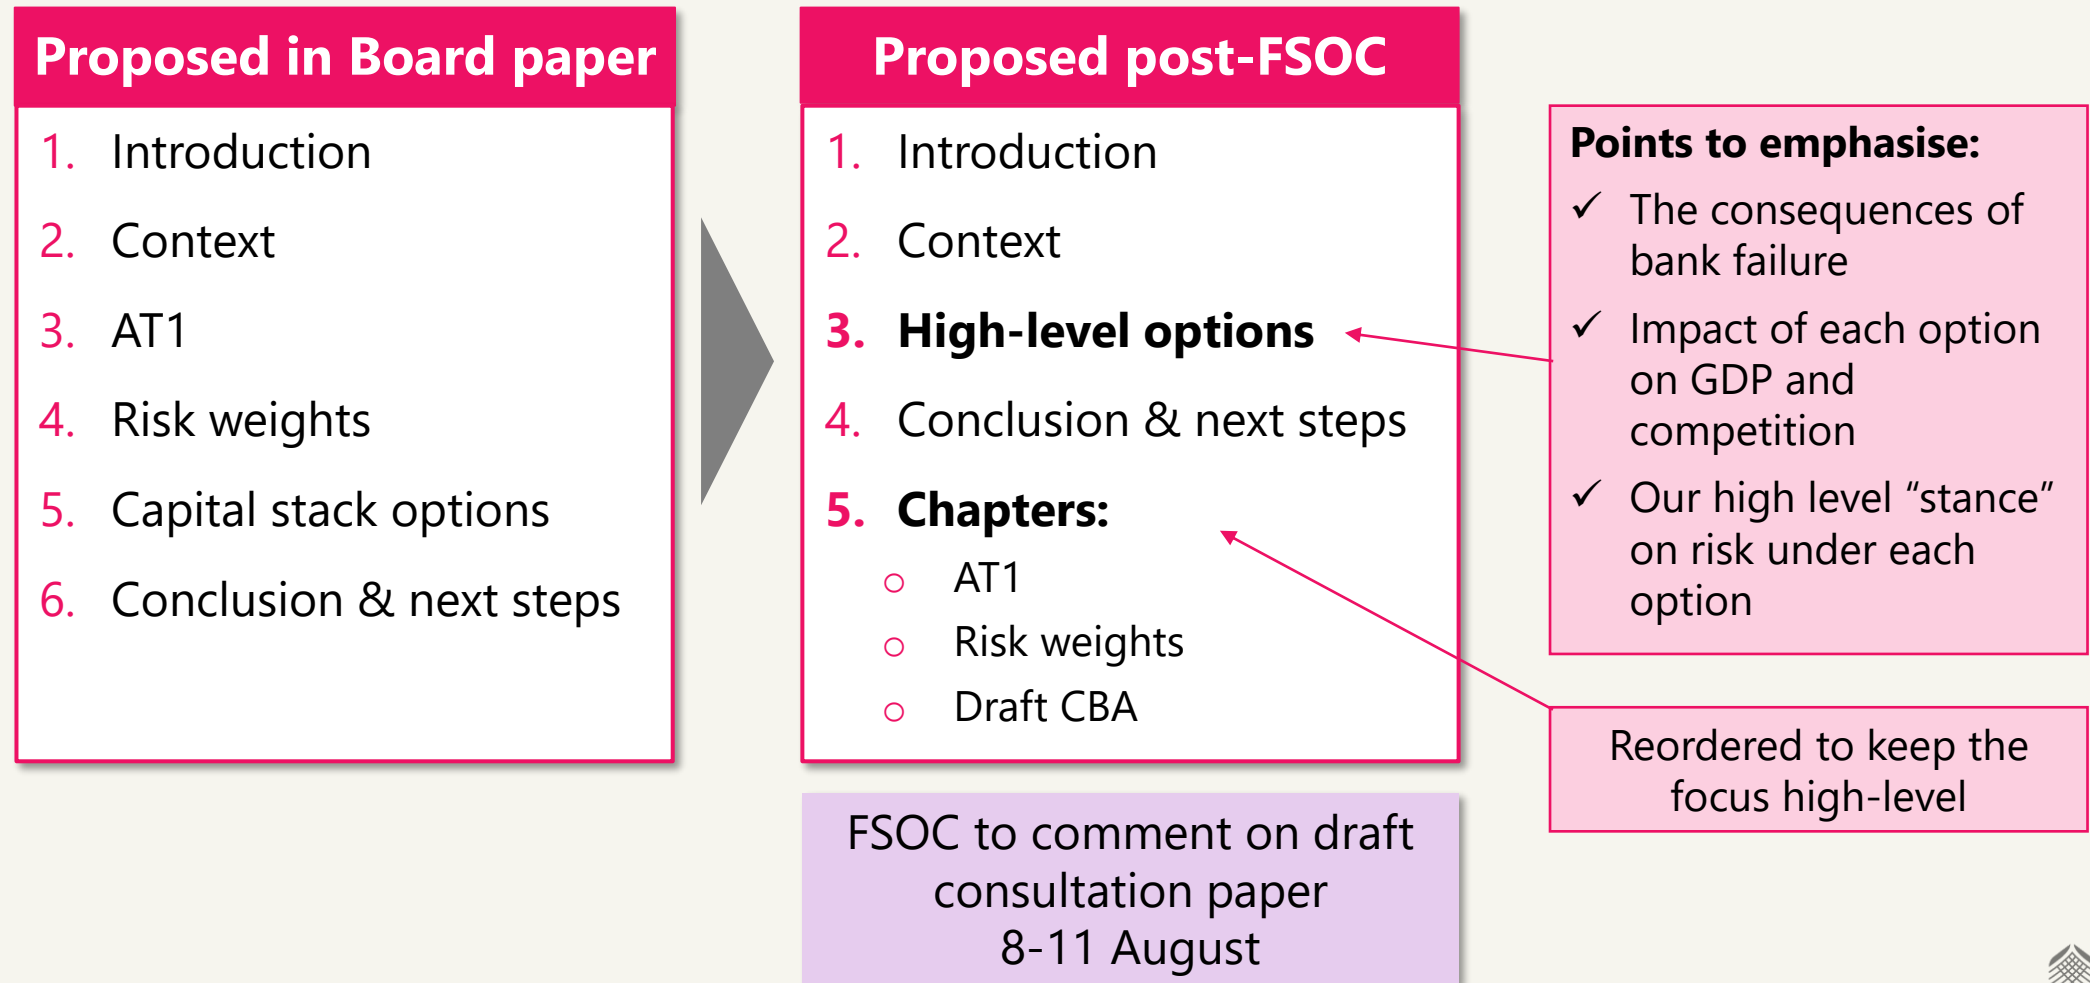 Proposed in Board paper
1. Introduction
2. Context
3. AT1
4. Risk weights
5. Capital stack options
6. Conclusion & next steps
Proposed post-FSOC
1. Introduction
2. Context
3. High-level options
4. Conclusion & next steps
5. Chapters:
o AT1
o Risk weights
o Draft CBA
FSOC to comment on draft
consultation paper
8-11 August
Points to emphasise:
✓ The consequences of
bank failure
✓ Impact of each option
on GDP and
competition
✓ Our high level “stance”
on risk under each
option
Reordered to keep the
focus high-level